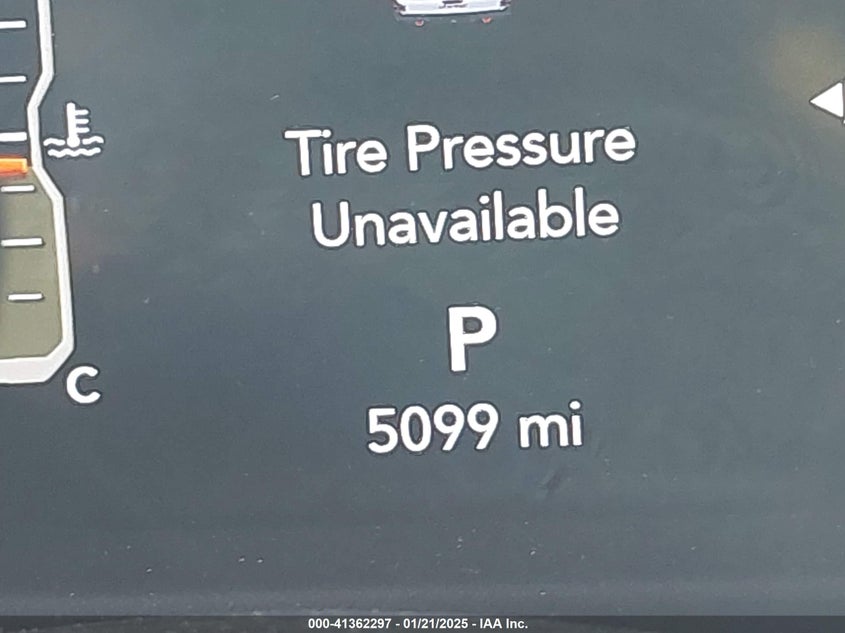 Tire Pressure
Unavailable
P
5099 mi
C
000-41362297 - 01/21/2025 - IAA Inc.